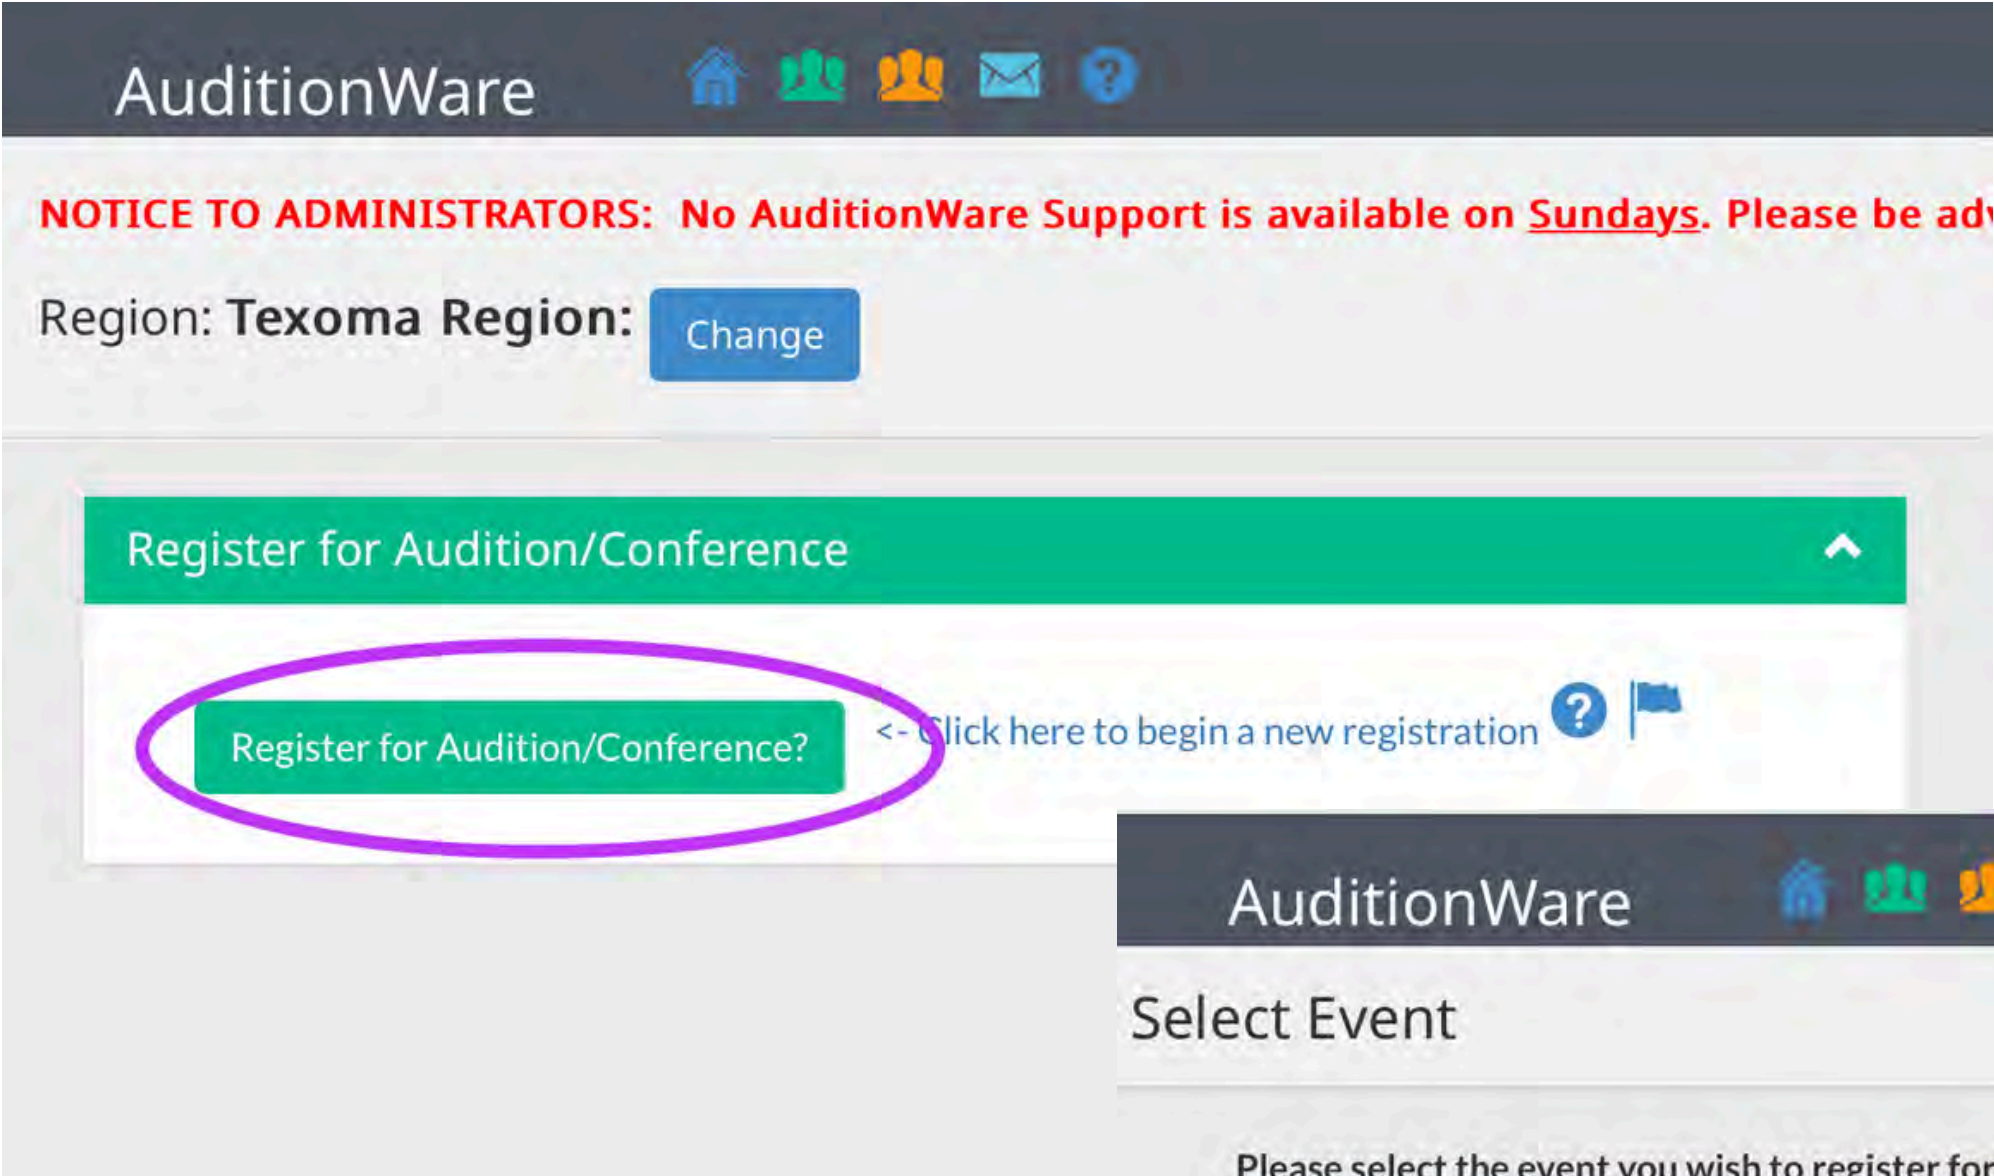 AuditionWare
NOTICE TO ADMINISTRATORS: No AuditionWare Support is available on Sundays. Please be
Region: Texoma Region: Change
Register for Audition/Conference
Register for Audition/Conference? <- Click here to begin a new registration ?
AuditionWare
Select Event
Please select the event you wish to register for